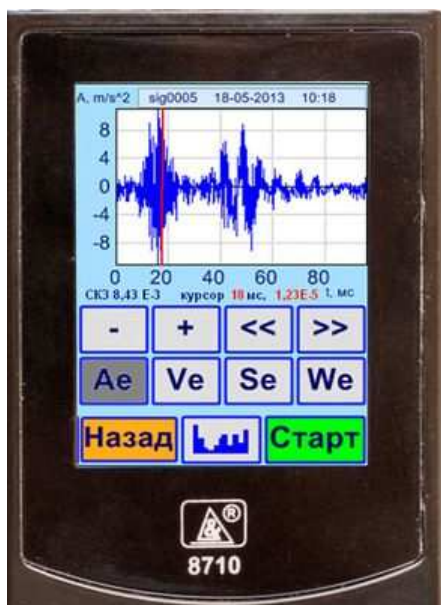 A, m/s^2 sig0005 18-05-2013 10:18
8
4
0
-4
-8
0 20 40 60 80
СКЗ 8,43 E-3 курсор 18 мс, 1,23E-5 t, мс
- + << >>
Ae Ve Se We
Назад Старт
®
8710